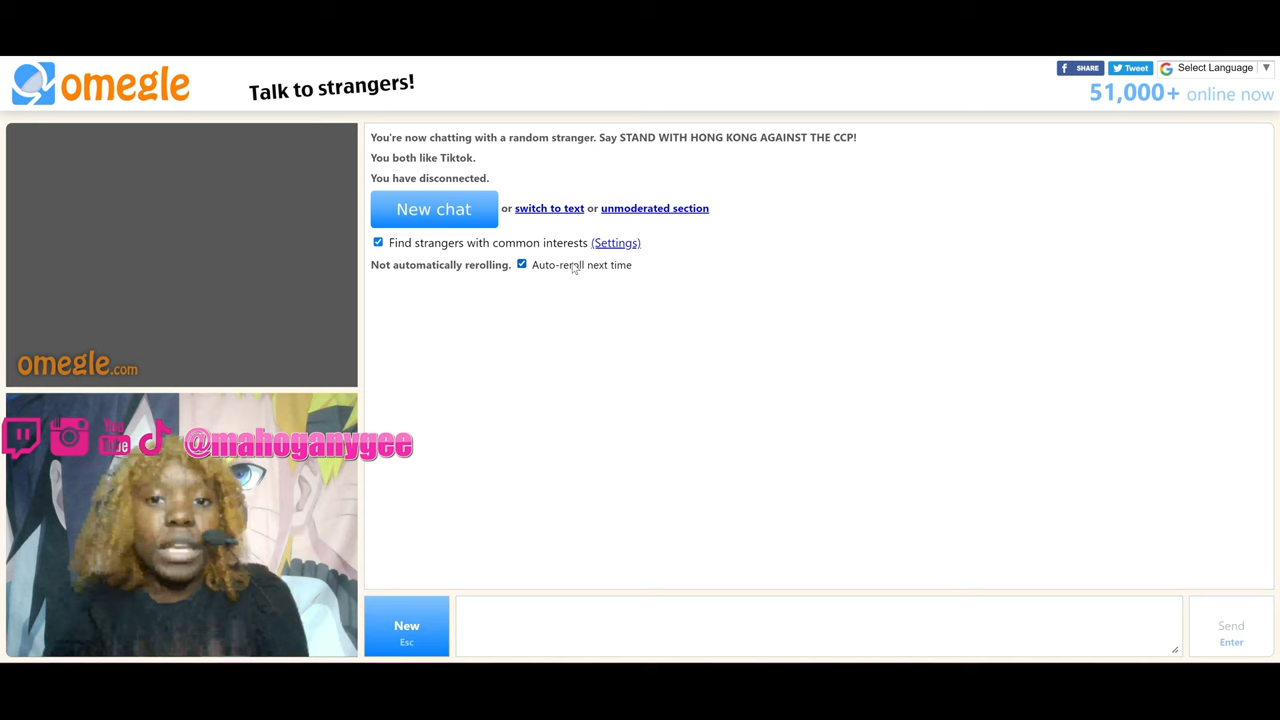 omegle
Talk to strangers!
SHARE
Tweet
Select Language ▼
51,000+ online now
You're now chatting with a random stranger. Say STAND WITH HONG KONG AGAINST THE CCP!
You both like Tiktok.
You have disconnected.
New chat or switch to text or unmoderated section
Find strangers with common interests (Settings)
Not automatically rerolling. Auto-reroll next time
omegle.com
You Tube
@mahoganygee
New
Esc
Send
Enter